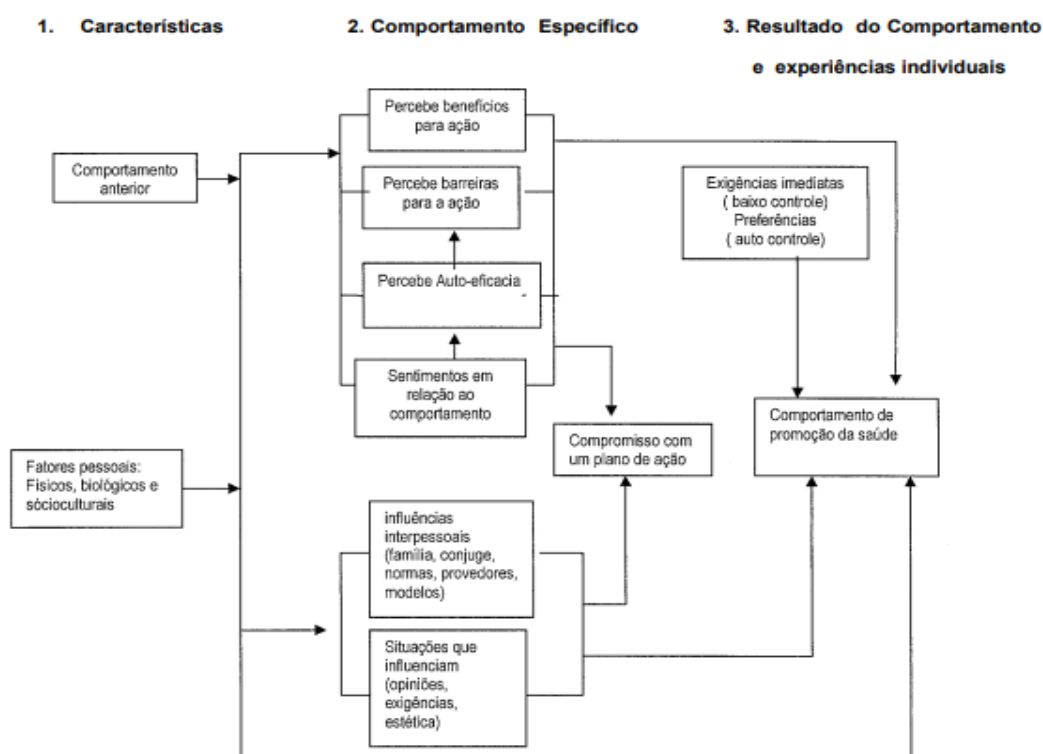 1. Características
2. Comportamento Específico
3. Resultado do Comportamento
e experiências individuais
Comportamento
anterior
Fatores pessoais:
Físicos, biológicos e
sócioculturais
Percebe benefícios
para ação
Percebe barreiras
para a ação
Percebe Auto-eficacia
Sentimentos em
relação ao
comportamento
influências
interpessoais
(família, conjuge,
normas, provedores,
modelos)
Situações que
influenciam
(opiniões,
exigências,
estética)
Compromisso com
um plano de ação
Exigências imediatas
( baixo controle)
Preferências
( auto controle)
Comportamento de
promoção da saúde